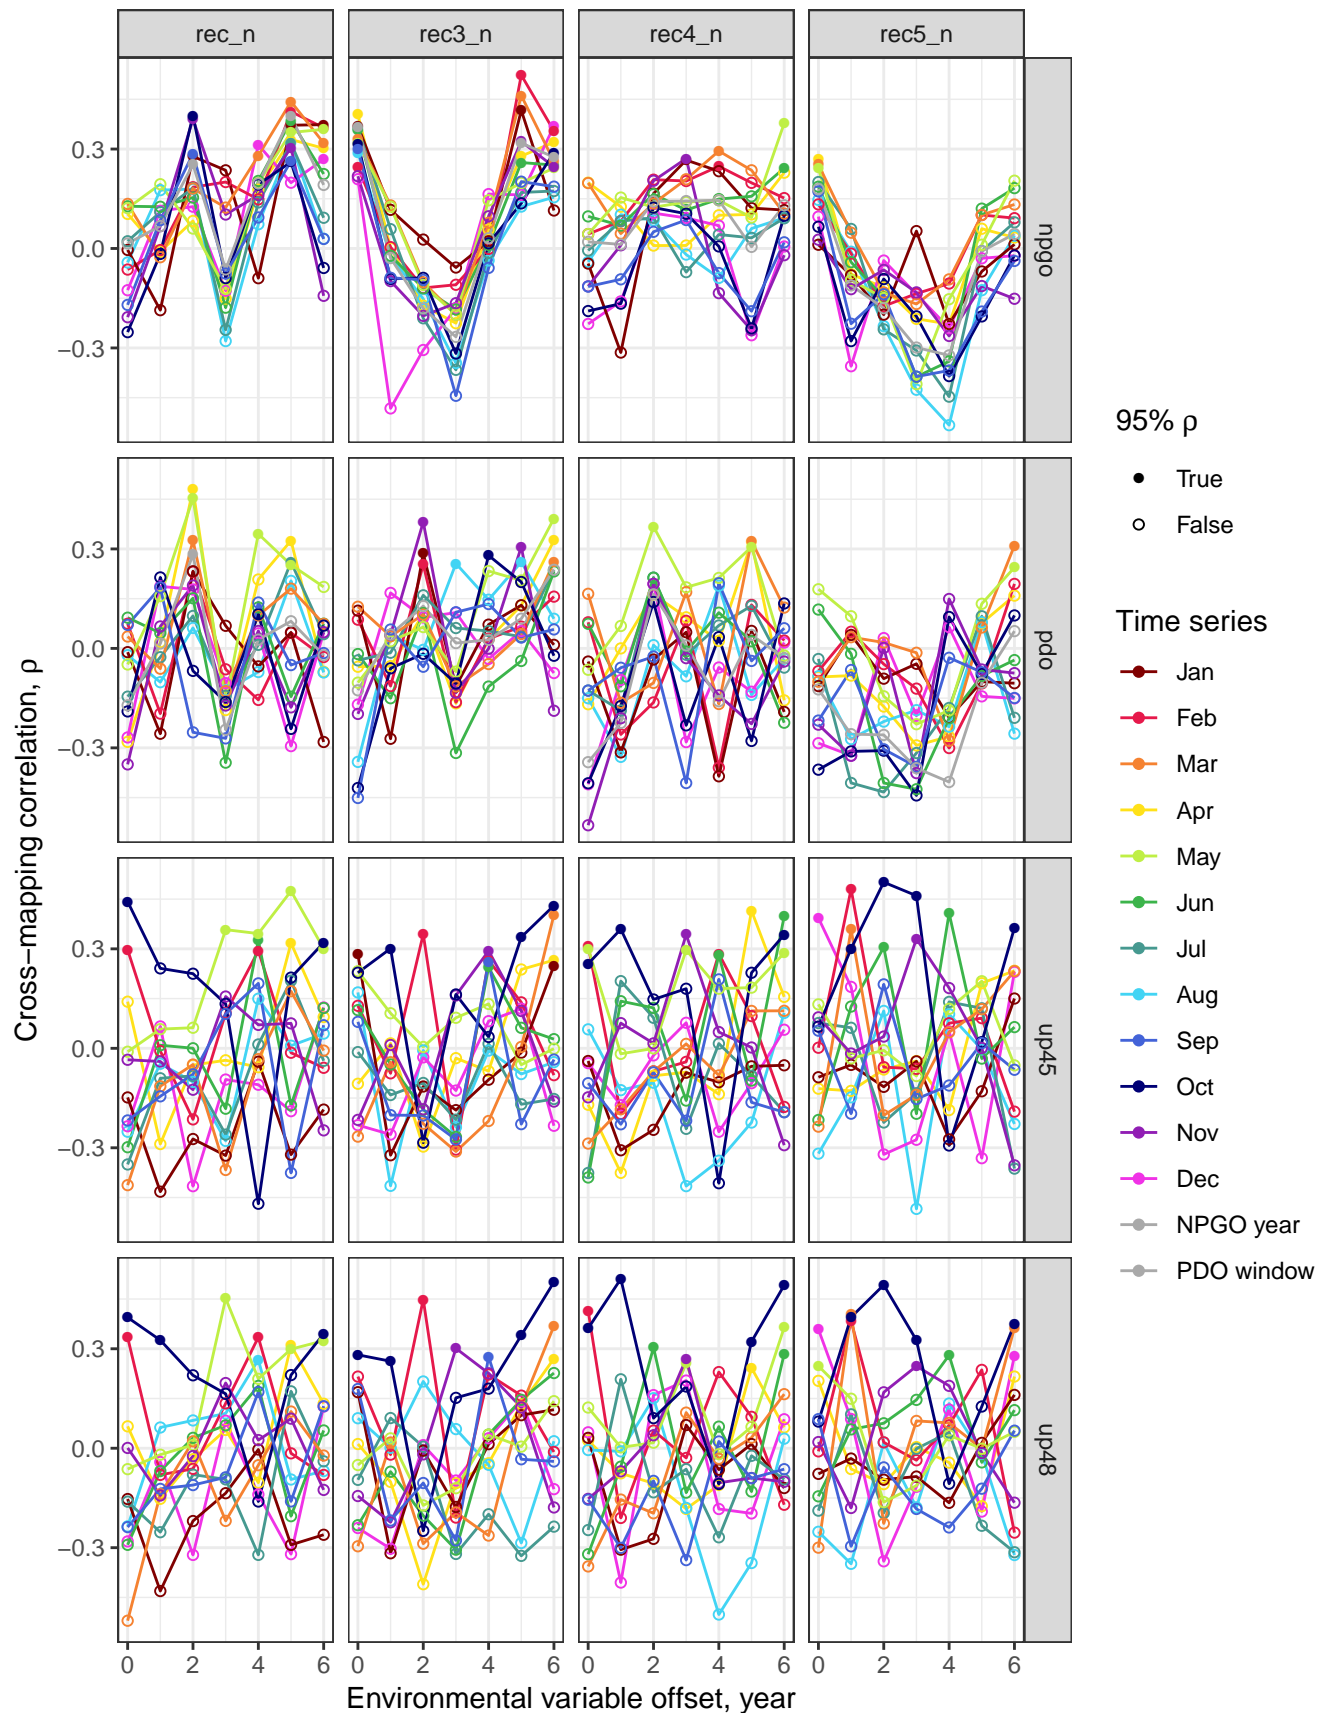 rec_n rec3_n rec4_n rec5_n
npgo
0.3
0.0
−0.3
pdo
0.3
0.0
−0.3
up45
0.3
0.0
−0.3
up48
0.3
0.0
−0.3
0 2 4 6 0 2 4 6 0 2 4 6 0 2 4 6
Environmental variable offset, year
Cross−mapping correlation, ρ
95% ρ
True
False
Time series
Jan
Feb
Mar
Apr
May
Jun
Jul
Aug
Sep
Oct
Nov
Dec
NPGO year
PDO window